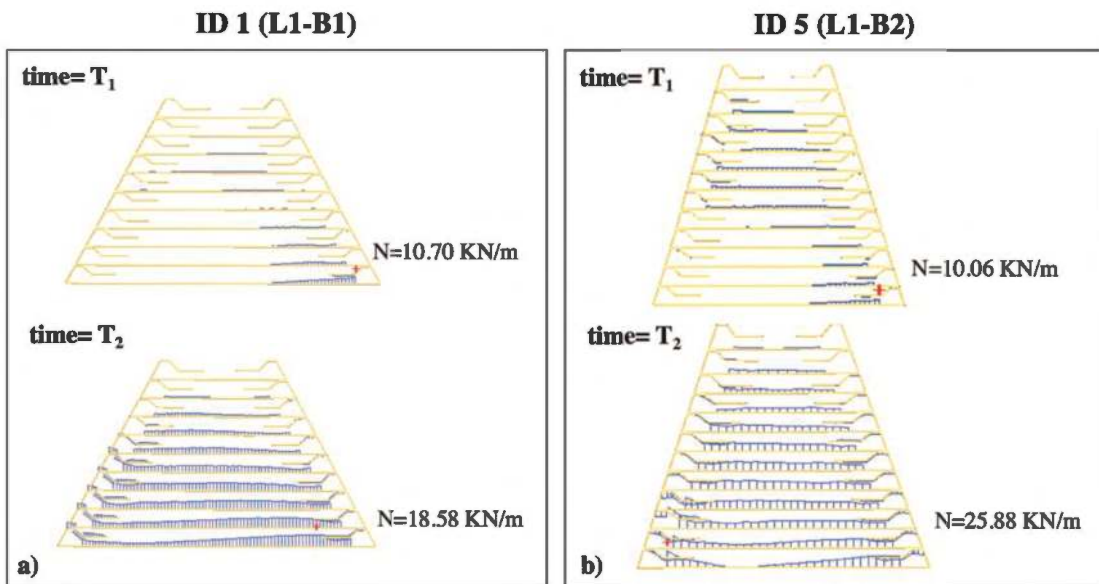 ID 1 (L1-B1)
time= T1
N=10.70 KN/m
time= T2
N=18.58 KN/m
a)
ID 5 (L1-B2)
time= T1
N=10.06 KN/m
time= T2
N=25.88 KN/m
b)